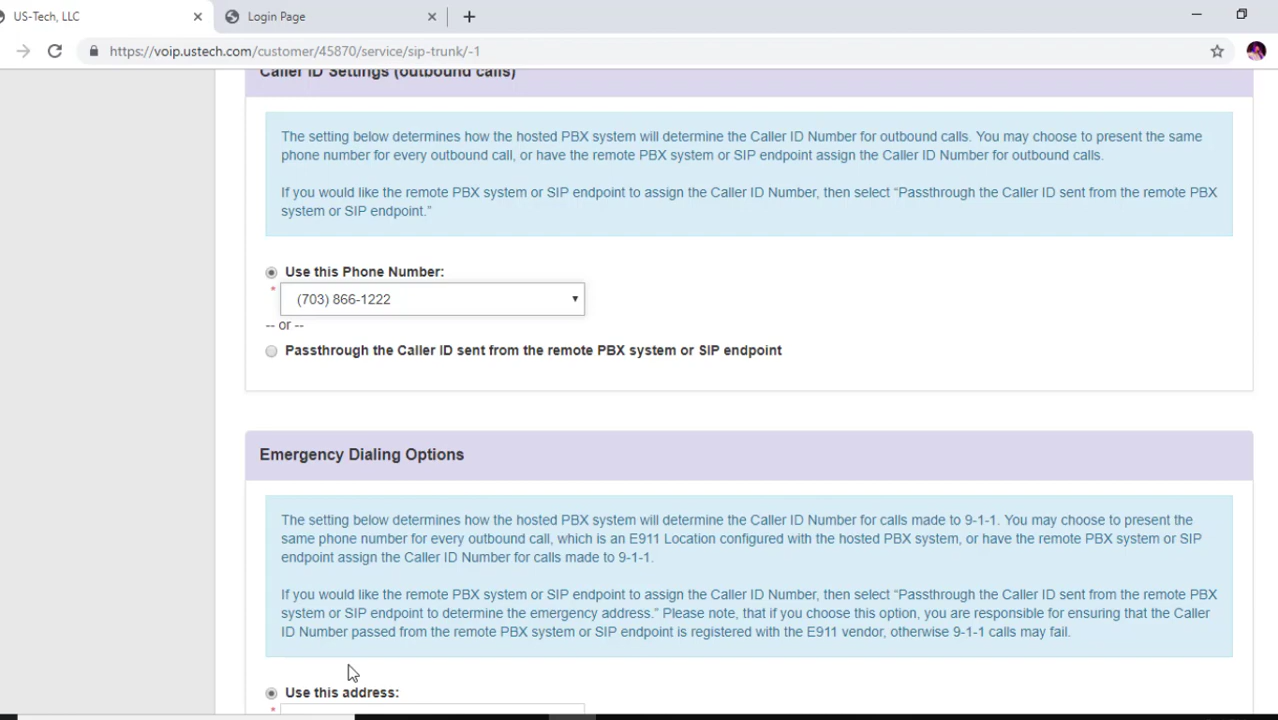 US-Tech, LLC
Login Page
https://voip.ustech.com/customer/45870/service/sip-trunk/-1
Caller ID Settings (outbound calls)
The setting below determines how the hosted PBX system will determine the Caller ID Number for outbound calls. You may choose to present the same
phone number for every outbound call, or have the remote PBX system or SIP endpoint assign the Caller ID Number for outbound calls.
If you would like the remote PBX system or SIP endpoint to assign the Caller ID Number, then select “Passthrough the Caller ID sent from the remote PBX
system or SIP endpoint.”
Use this Phone Number:
* (703) 866-1222
-- or --
Passthrough the Caller ID sent from the remote PBX system or SIP endpoint
Emergency Dialing Options
The setting below determines how the hosted PBX system will determine the Caller ID Number for calls made to 9-1-1. You may choose to present the
same phone number for every outbound call, which is an E911 Location configured with the hosted PBX system, or have the remote PBX system or SIP
endpoint assign the Caller ID Number for calls made to 9-1-1.
If you would like the remote PBX system or SIP endpoint to assign the Caller ID Number, then select “Passthrough the Caller ID sent from the remote PBX
system or SIP endpoint to determine the emergency address.” Please note, that if you choose this option, you are responsible for ensuring that the Caller
ID Number passed from the remote PBX system or SIP endpoint is registered with the E911 vendor, otherwise 9-1-1 calls may fail.
Use this address:
*